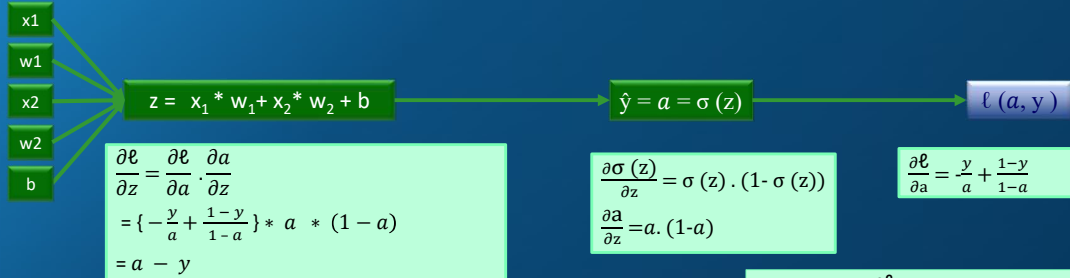 x1
w1
x2
w2
b
z = x₁ * w₁+ x₂* w₂ + b
ŷ = a = σ (z)
ℓ (a, y )
∂ℓ/∂z = ∂ℓ/∂a . ∂a/∂z
= {− y/a + (1 − y)/(1 − a) } ∗ a ∗ (1 − a)
= a − y
∂σ (z)/∂z = σ (z) . (1- σ (z))
∂a/∂z =a. (1-a)
∂ℓ/∂a = -y/a + (1−y)/(1−a)